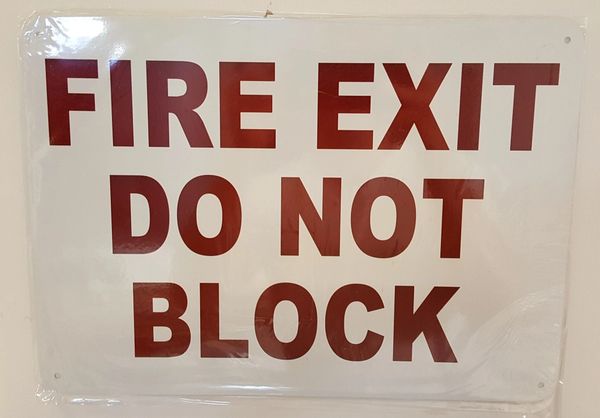 FIRE EXIT
DO NOT
BLOCK